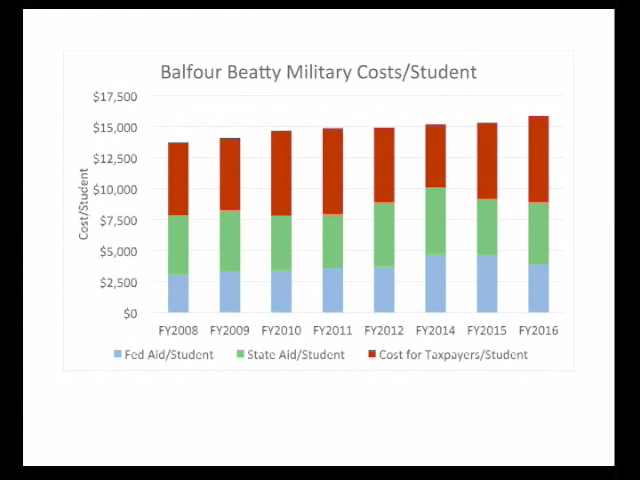 Balfour Beatty Military Costs/Student
$17,500
$15,000
$12,500
$10,000
$7,500
$5,000
$2,500
$0
Cost/Student
FY2008 FY2009 FY2010 FY2011 FY2012 FY2014 FY2015 FY2016
Fed Aid/Student State Aid/Student Cost for Taxpayers/Student